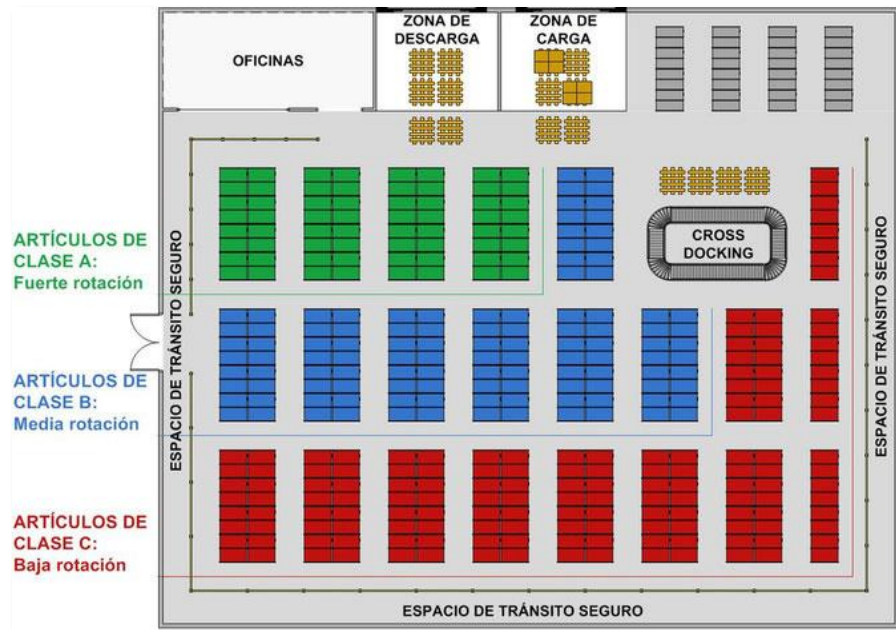 OFICINAS
ZONA DE
DESCARGA
ZONA DE
CARGA
ARTÍCULOS DE
CLASE A:
Fuerte rotación
CROSS
DOCKING
ESPACIO DE TRÁNSITO SEGURO
ARTÍCULOS DE
CLASE B:
Media rotación
ESPACIO DE TRÁNSITO SEGURO
ARTÍCULOS DE
CLASE C:
Baja rotación
ESPACIO DE TRÁNSITO SEGURO